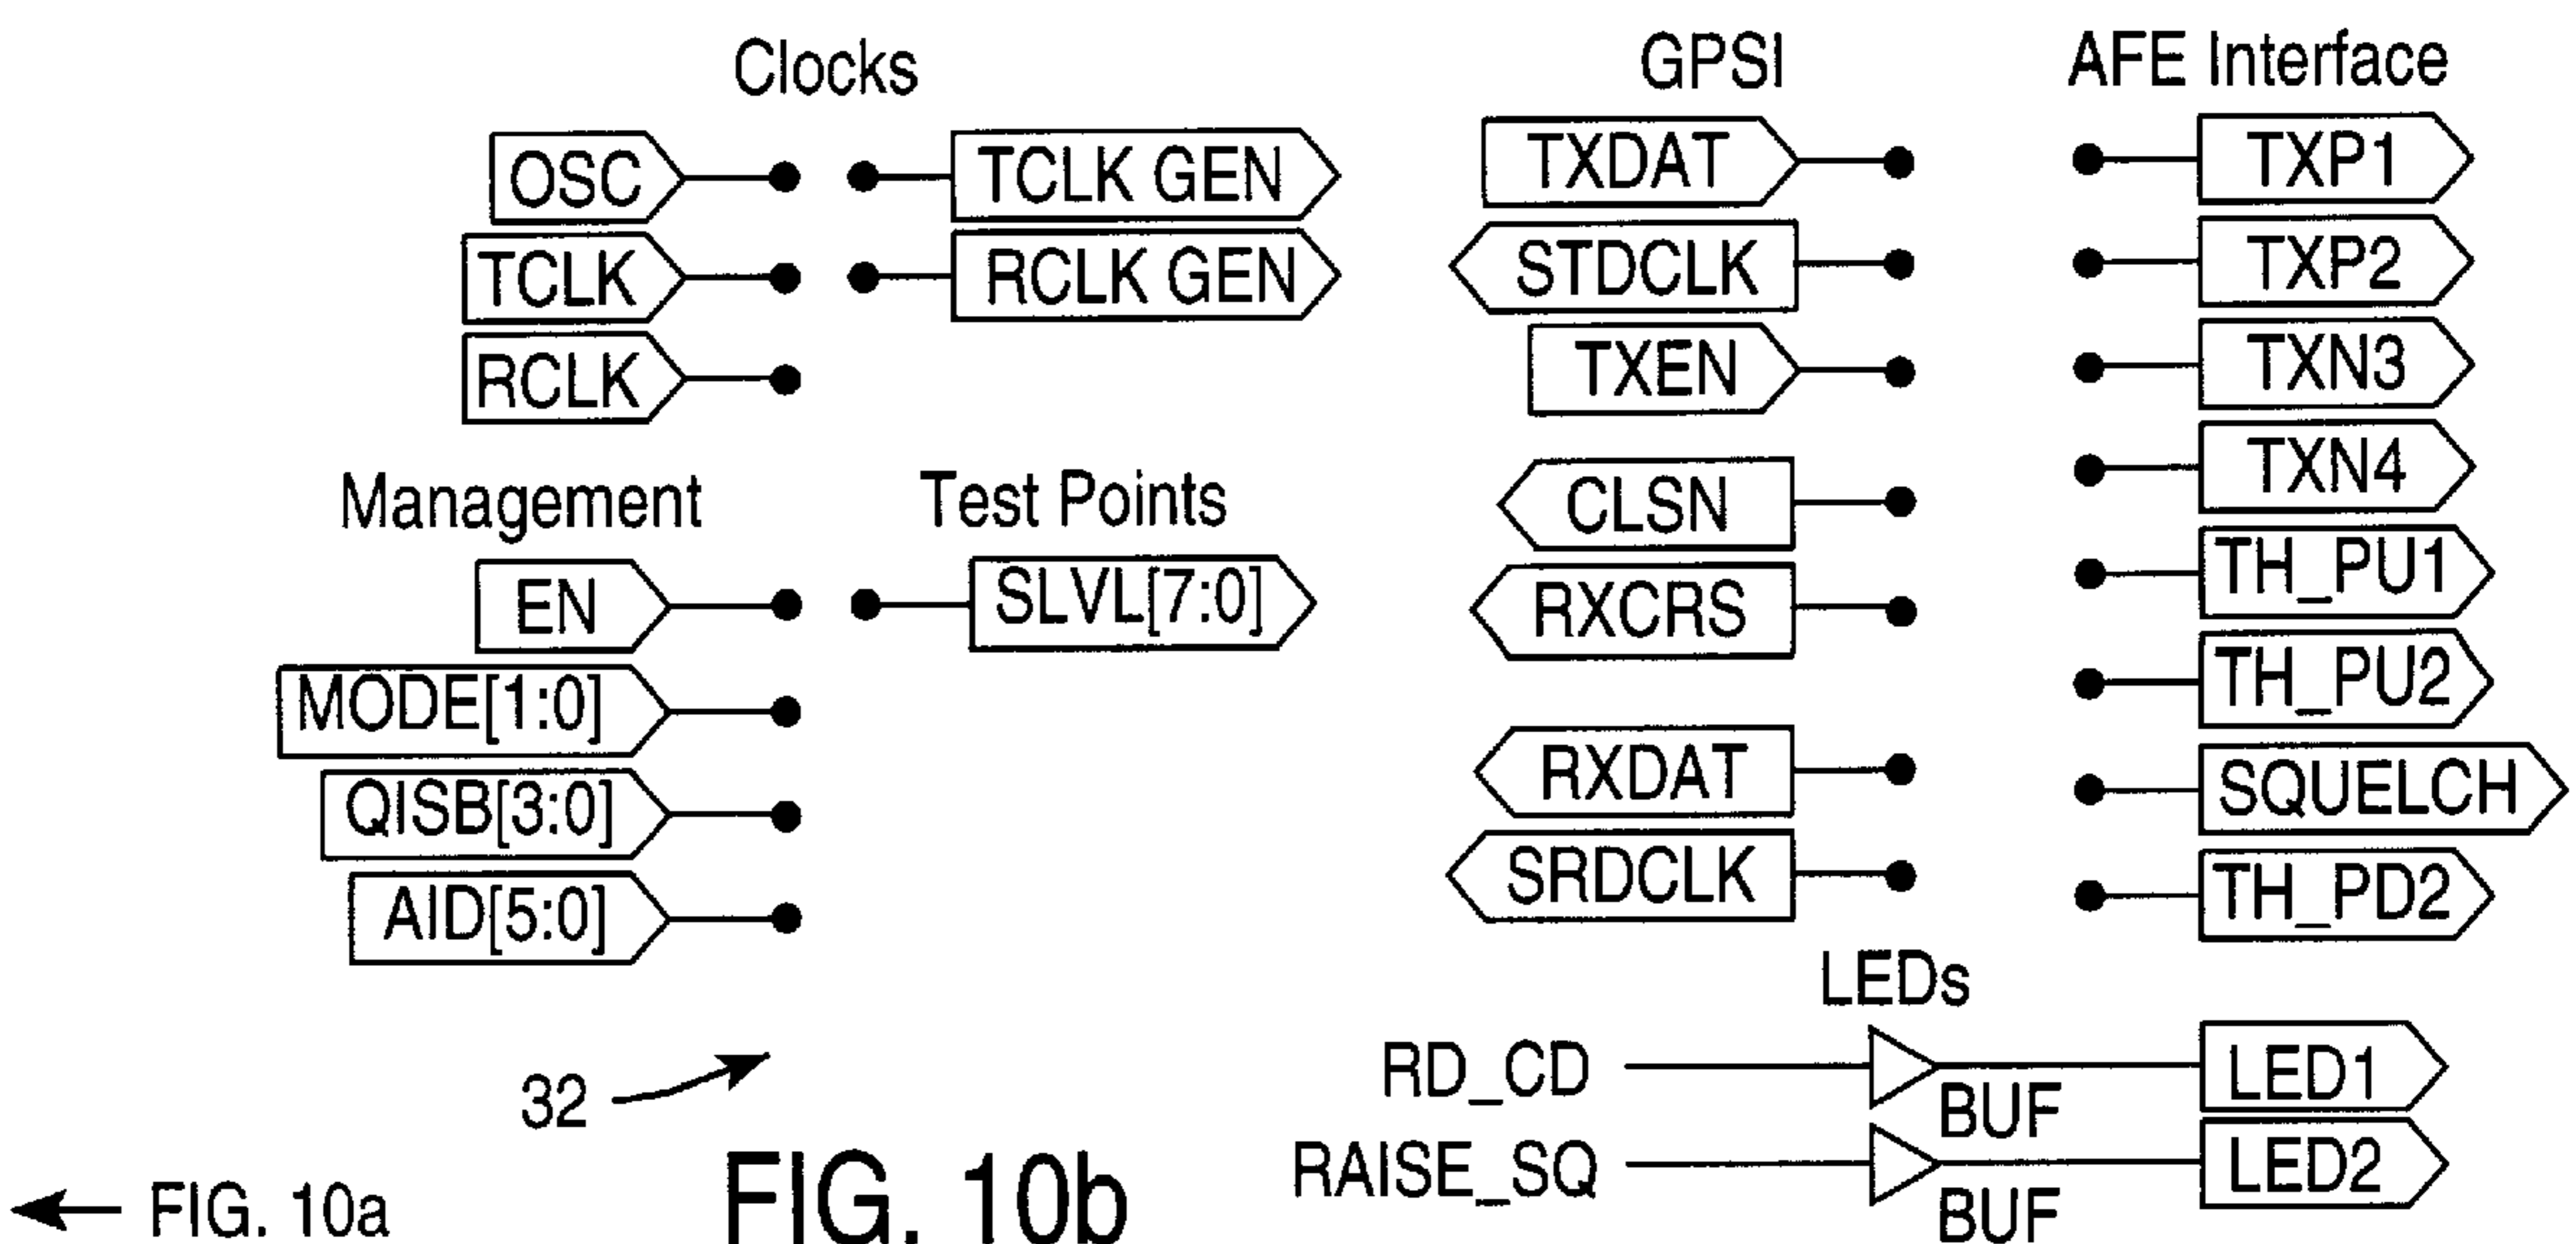 Clocks
OSC
TCLK GEN
TCLK
RCLK GEN
RCLK
Management
Test Points
EN
SLVL[7:0]
MODE[1:0]
QISB[3:0]
AID[5:0]
GPSI
TXDAT
STDCLK
TXEN
CLSN
RXCRS
RXDAT
SRDCLK
AFE Interface
TXP1
TXP2
TXN3
TXN4
TH_PU1
TH_PU2
SQUELCH
TH_PD2
LEDs
RD_CD
BUF
LED1
RAISE_SQ
BUF
LED2
32
FIG. 10a
FIG. 10b